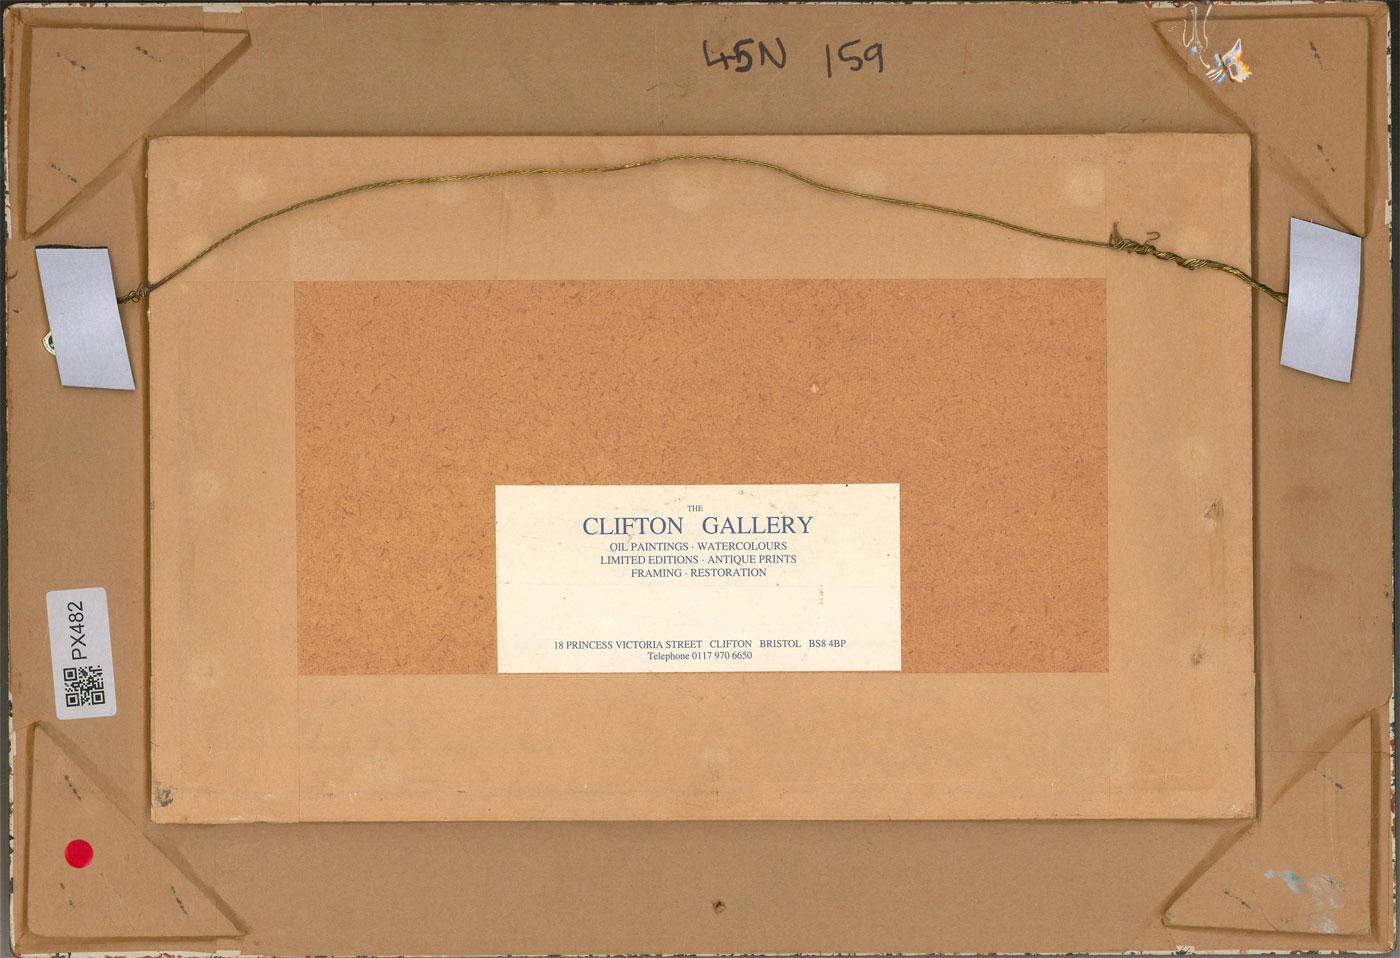 45N 159
THE
CLIFTON GALLERY
OIL PAINTINGS · WATERCOLOURS
LIMITED EDITIONS · ANTIQUE PRINTS
FRAMING · RESTORATION
18 PRINCESS VICTORIA STREET CLIFTON BRISTOL BS8 4BP
Telephone 0117 970 6650
PX482